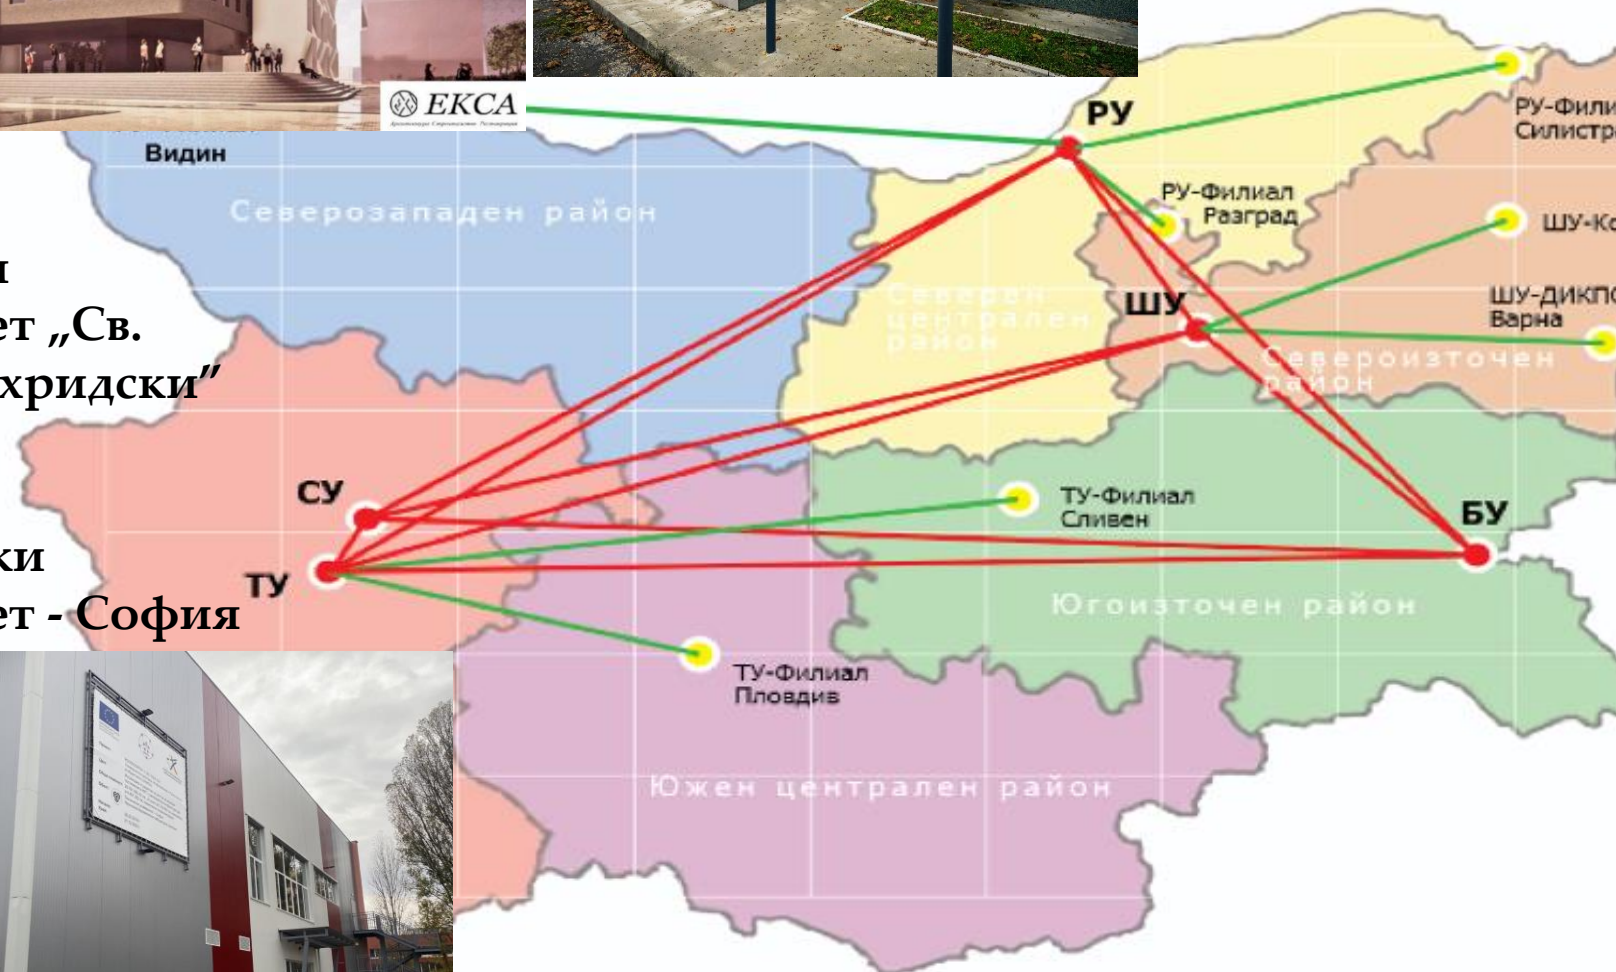 ЕКСА
РУ
РУ-Фили
Силистр
Видин
Северозападен район
РУ-Филиал
Разград
ШУ-Ко
и
ет „Св.
хридски”
Северен
централен
район
ШУ
ШУ-ДИКПО
Варна
Североизточен
район
СУ
ТУ-Филиал
Сливен
БУ
ки
ет - София
ТУ
Югоизточен район
ТУ-Филиал
Пловдив
Южен централен район